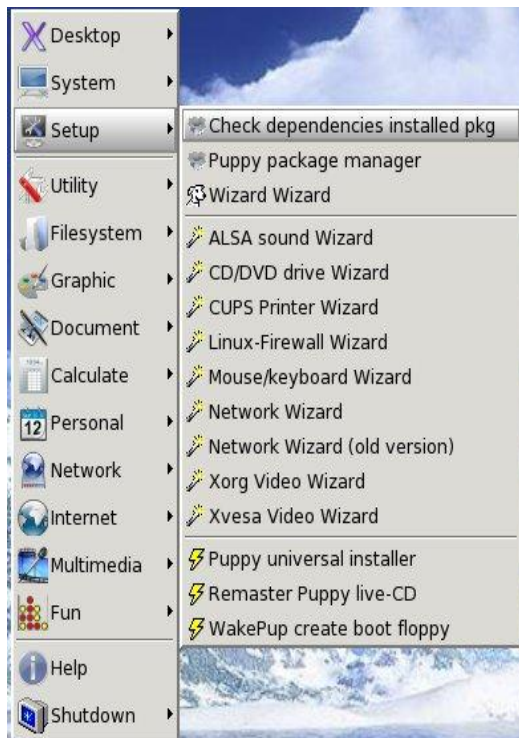 Desktop
System
Setup
Utility
Filesystem
Graphic
Document
Calculate
12 Personal
Network
Internet
Multimedia
Fun
Help
Shutdown
Check dependencies installed pkg
Puppy package manager
Wizard Wizard
ALSA sound Wizard
CD/DVD drive Wizard
CUPS Printer Wizard
Linux-Firewall Wizard
Mouse/keyboard Wizard
Network Wizard
Network Wizard (old version)
Xorg Video Wizard
Xvesa Video Wizard
Puppy universal installer
Remaster Puppy live-CD
WakePup create boot floppy